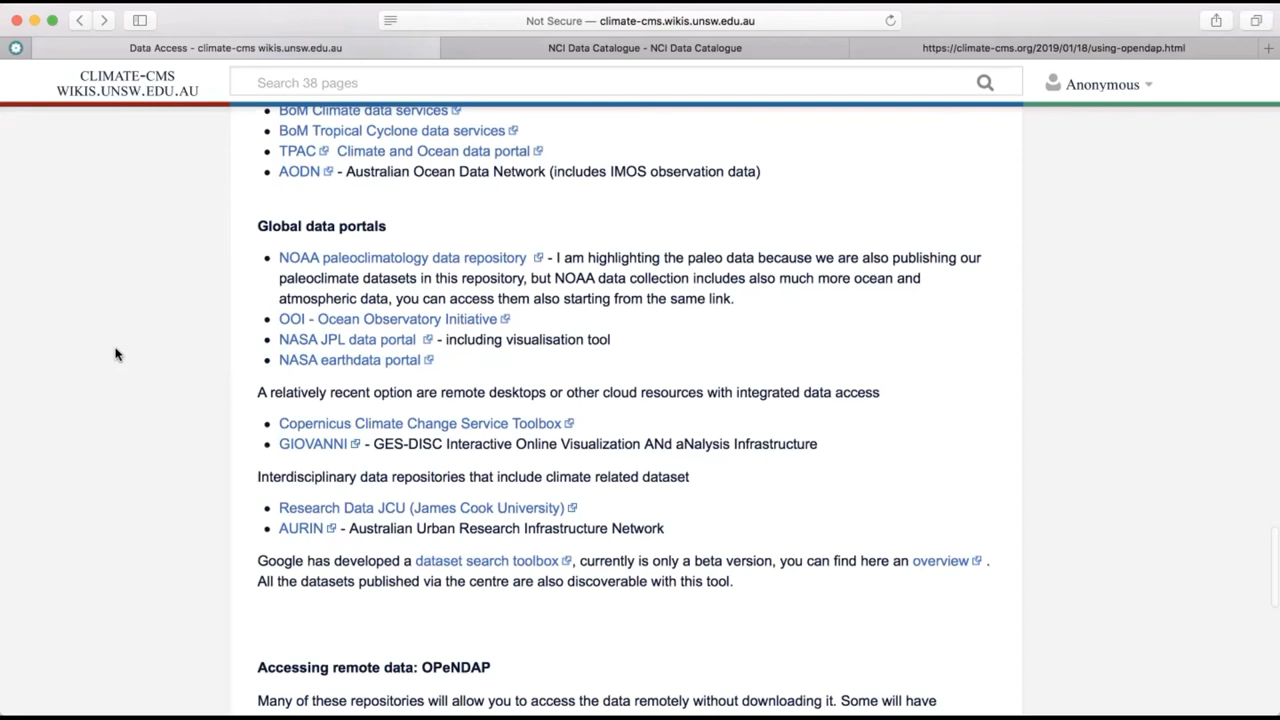 Not Secure — climate-cms.wikis.unsw.edu.au
Data Access - climate-cms wikis.unsw.edu.au
NCI Data Catalogue - NCI Data Catalogue
https://climate-cms.org/2019/01/18/using-opendap.html
CLIMATE-CMS
WIKIS.UNSW.EDU.AU
Search 38 pages
Anonymous
BoM Climate data services
BoM Tropical Cyclone data services
TPAC Climate and Ocean data portal
AODN - Australian Ocean Data Network (includes IMOS observation data)
Global data portals
NOAA paleoclimatology data repository - I am highlighting the paleo data because we are also publishing our
paleoclimate datasets in this repository, but NOAA data collection includes also much more ocean and
atmospheric data, you can access them also starting from the same link.
OOI - Ocean Observatory Initiative
NASA JPL data portal - including visualisation tool
NASA earthdata portal
A relatively recent option are remote desktops or other cloud resources with integrated data access
Copernicus Climate Change Service Toolbox
GIOVANNI - GES-DISC Interactive Online Visualization ANd aNalysis Infrastructure
Interdisciplinary data repositories that include climate related dataset
Research Data JCU (James Cook University)
AURIN - Australian Urban Research Infrastructure Network
Google has developed a dataset search toolbox, currently is only a beta version, you can find here an overview .
All the datasets published via the centre are also discoverable with this tool.
Accessing remote data: OPeNDAP
Many of these repositories will allow you to access the data remotely without downloading it. Some will have